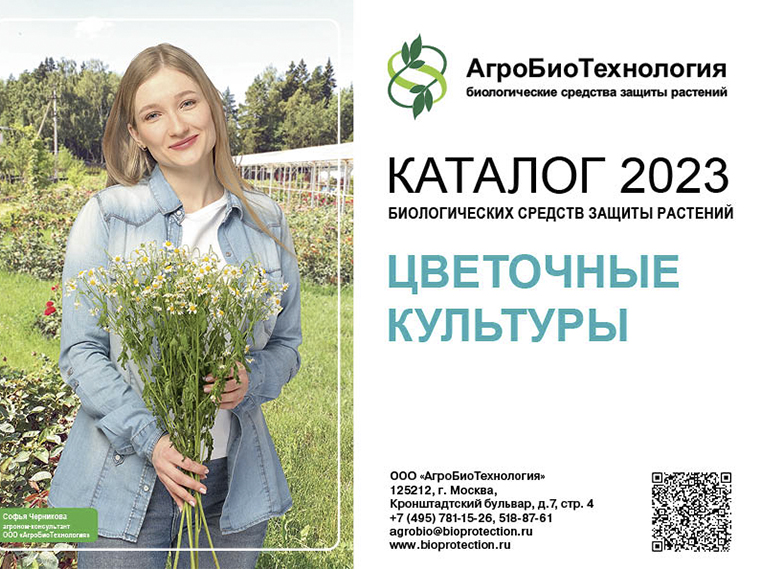 АгроБиоТехнология
биологические средства защиты растений
КАТАЛОГ 2023
БИОЛОГИЧЕСКИХ СРЕДСТВ ЗАЩИТЫ РАСТЕНИЙ
ЦВЕТОЧНЫЕ
КУЛЬТУРЫ
ООО «АгроБиоТехнология»
125212, г. Москва,
Кронштадтский бульвар, д.7, стр. 4
+7 (495) 781-15-26, 518-87-61
agrobio@bioprotection.ru
www.bioprotection.ru
Софья Черникова
агроном-консультант
ООО «АгроБиоТехнология»